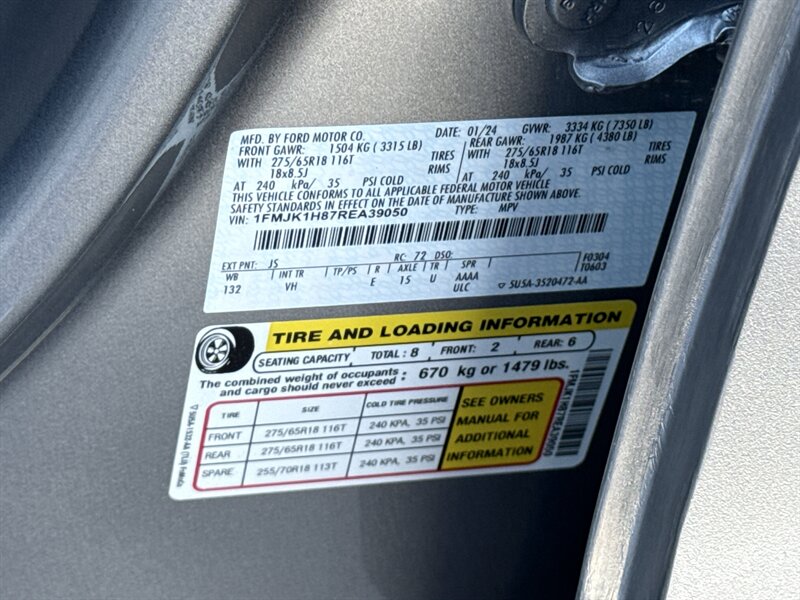 MFD. BY FORD MOTOR CO. DATE: 01/24 GVWR: 3334 KG ( 7350 LB)
FRONT GAWR: 1504 KG ( 3315 LB) REAR GAWR: 1987 KG ( 4380 LB)
WITH 275/65R18 116T TIRES WITH 275/65R18 116T TIRES
18x8.5J RIMS 18x8.5J RIMS
AT 240 kPa/ 35 PSI COLD AT 240 kPa/ 35 PSI COLD
THIS VEHICLE CONFORMS TO ALL APPLICABLE FEDERAL MOTOR VEHICLE
SAFETY STANDARDS IN EFFECT ON THE DATE OF MANUFACTURE SHOWN ABOVE.
VIN: 1FMJK1H87REA39050 TYPE: MPV
EXT PNT: JS RC: 72 DSO: F0304
WB INT TR TP/PS R AXLE TR SPR T0603
132 VH E 15 U AAAA
ULC SU5A-3520472-AA
TIRE AND LOADING INFORMATION
SEATING CAPACITY TOTAL : 8 FRONT: 2 REAR: 6
The combined weight of occupants and cargo should never exceed : 670 kg or 1479 lbs.
TIRE SIZE COLD TIRE PRESSURE
FRONT 275/65R18 116T 240 KPA, 35 PSI
REAR 275/65R18 116T 240 KPA, 35 PSI
SPARE 255/70R18 113T 240 KPA, 35 PSI
SEE OWNERS
MANUAL FOR
ADDITIONAL
INFORMATION
1FMJK1H87REA39050